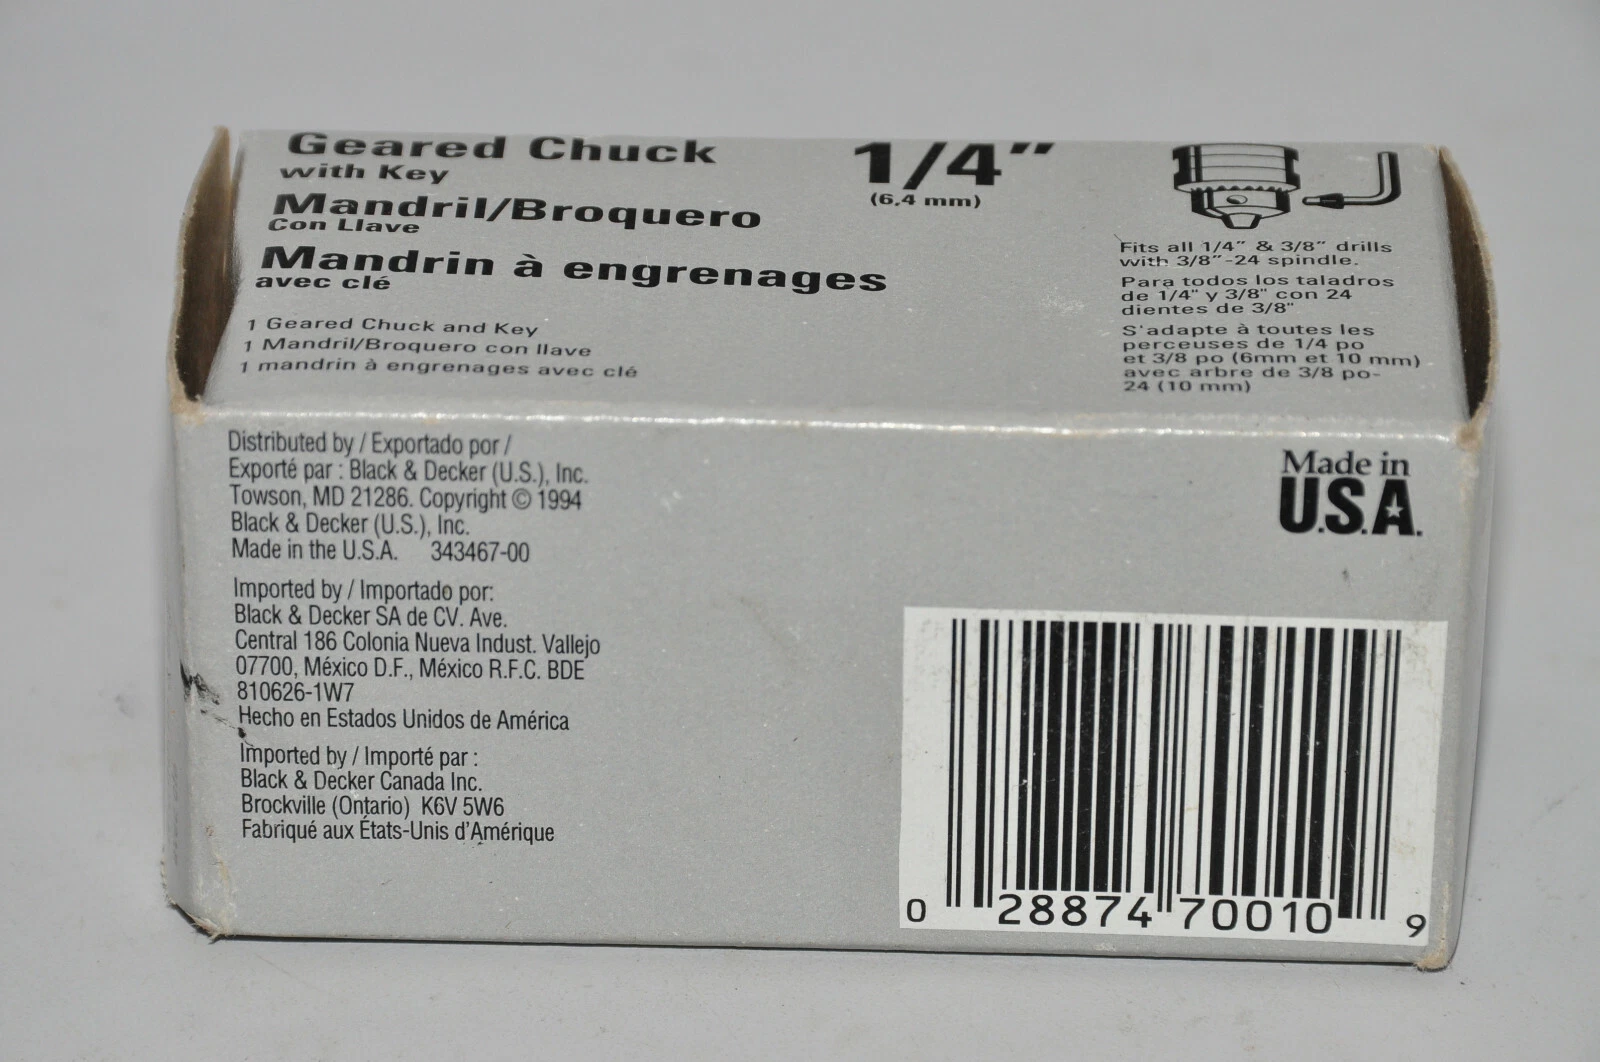 Geared Chuck
with Key
Mandril/Broquero
Con Llave
Mandrin à engrenages
avec clé
1 Geared Chuck and Key
1 Mandril/Broquero con llave
1 mandrin à engrenages avec clé
1/4”
(6,4 mm)
Fits all 1/4” & 3/8” drills
with 3/8”-24 spindle.
Para todos los taladros
de 1/4" y 3/8" con 24
dientes de 3/8"
S'adapte à toutes les
perceuses de 1/4 po
et 3/8 po (6mm et 10 mm)
avec arbre de 3/8 po-
24 (10 mm)
Distributed by / Exportado por /
Exporté par : Black & Decker (U.S.), Inc.
Towson, MD 21286. Copyright © 1994
Black & Decker (U.S.), Inc.
Made in the U.S.A. 343467-00
Imported by / Importado por:
Black & Decker SA de CV. Ave.
Central 186 Colonia Nueva Indust. Vallejo
07700, México D.F., México R.F.C. BDE
810626-1W7
Hecho en Estados Unidos de América
Imported by / Importé par :
Black & Decker Canada Inc.
Brockville (Ontario) K6V 5W6
Fabriqué aux États-Unis d'Amérique
Made in
U.S.A.
0 28874 70010 9